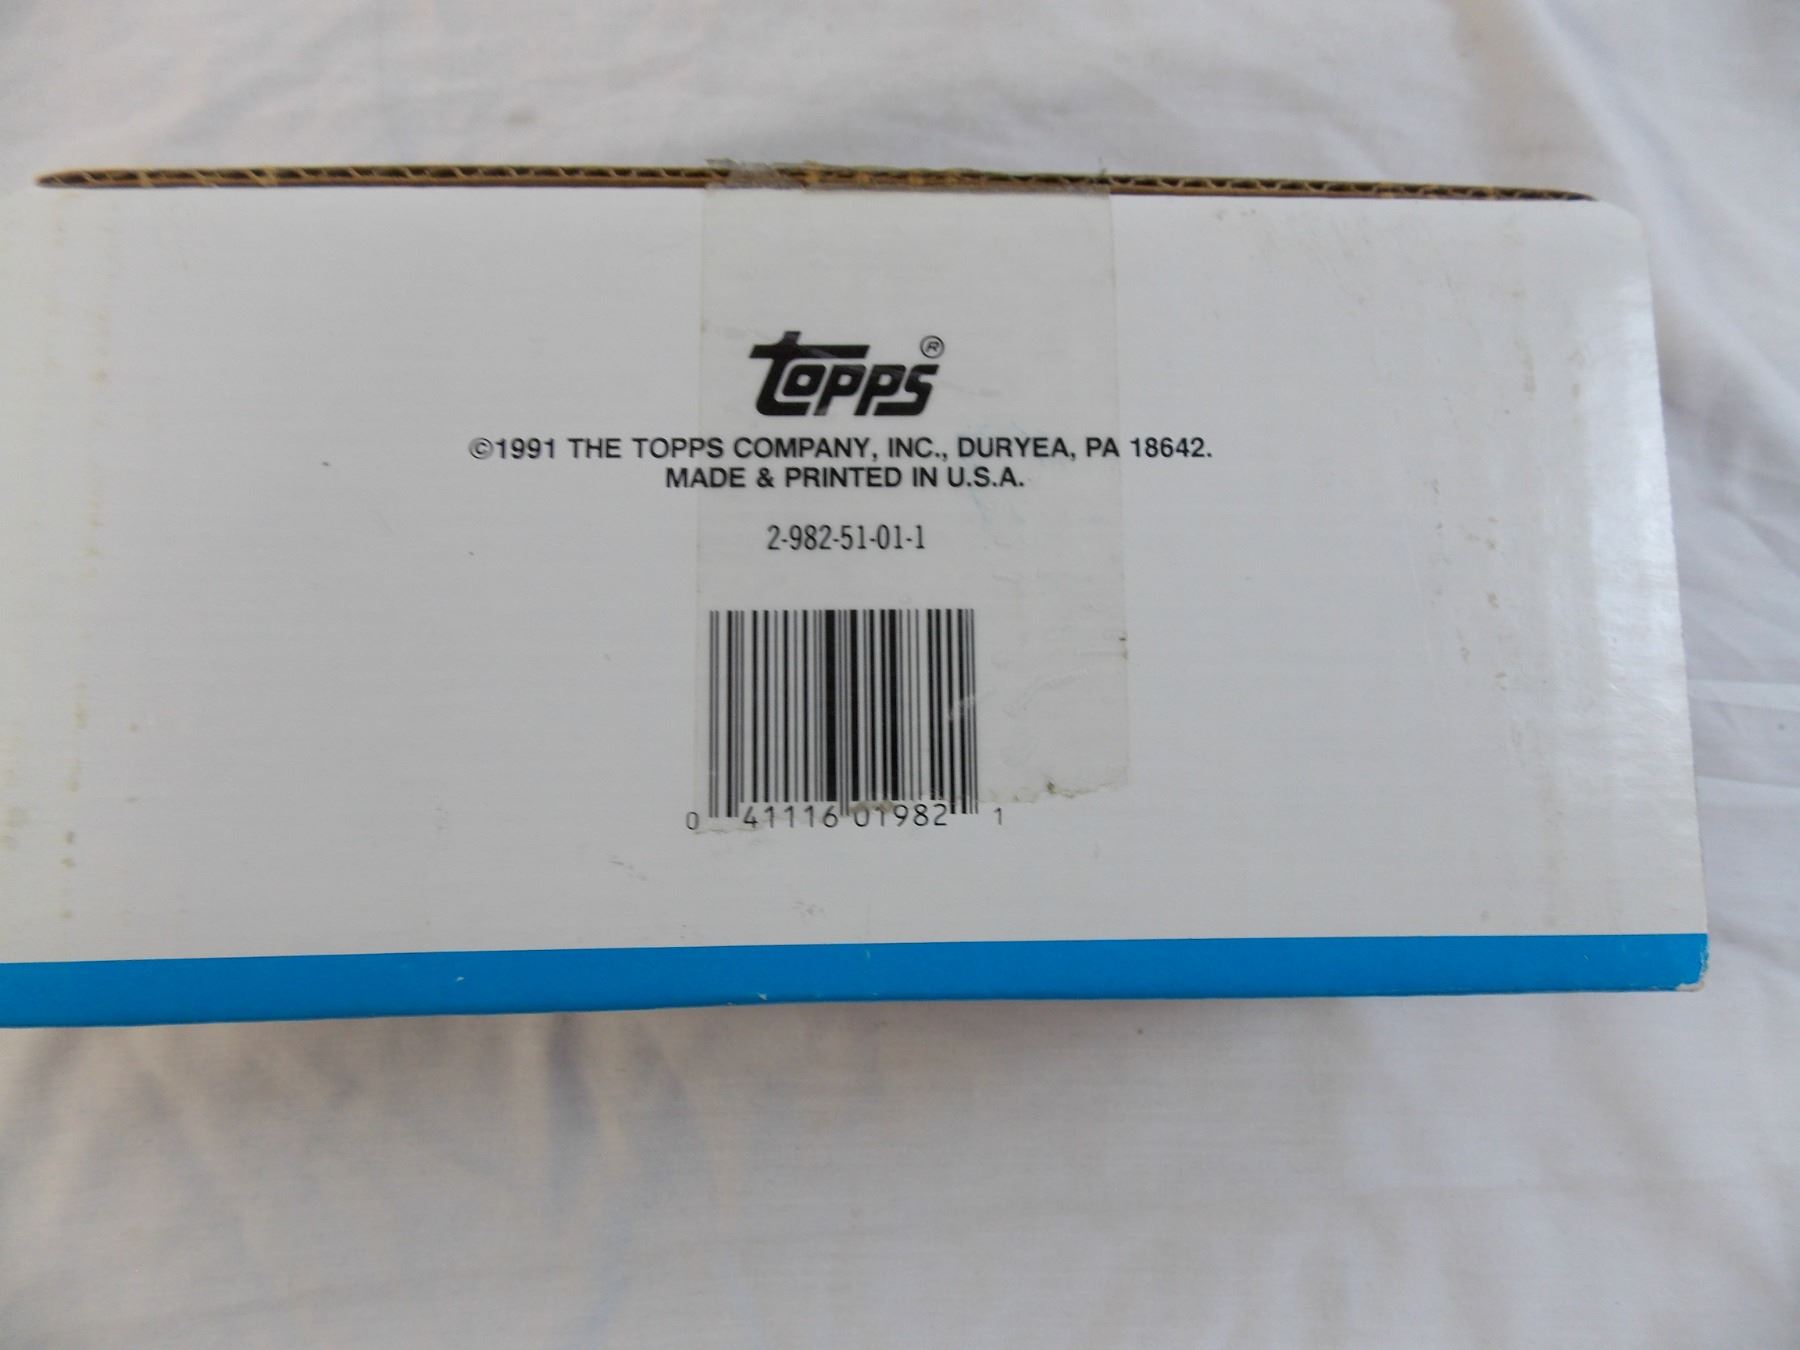 TOPPS®
©1991 THE TOPPS COMPANY, INC., DURYEA, PA 18642.
MADE & PRINTED IN U.S.A.
2-982-51-01-1
0 41116 01982 1